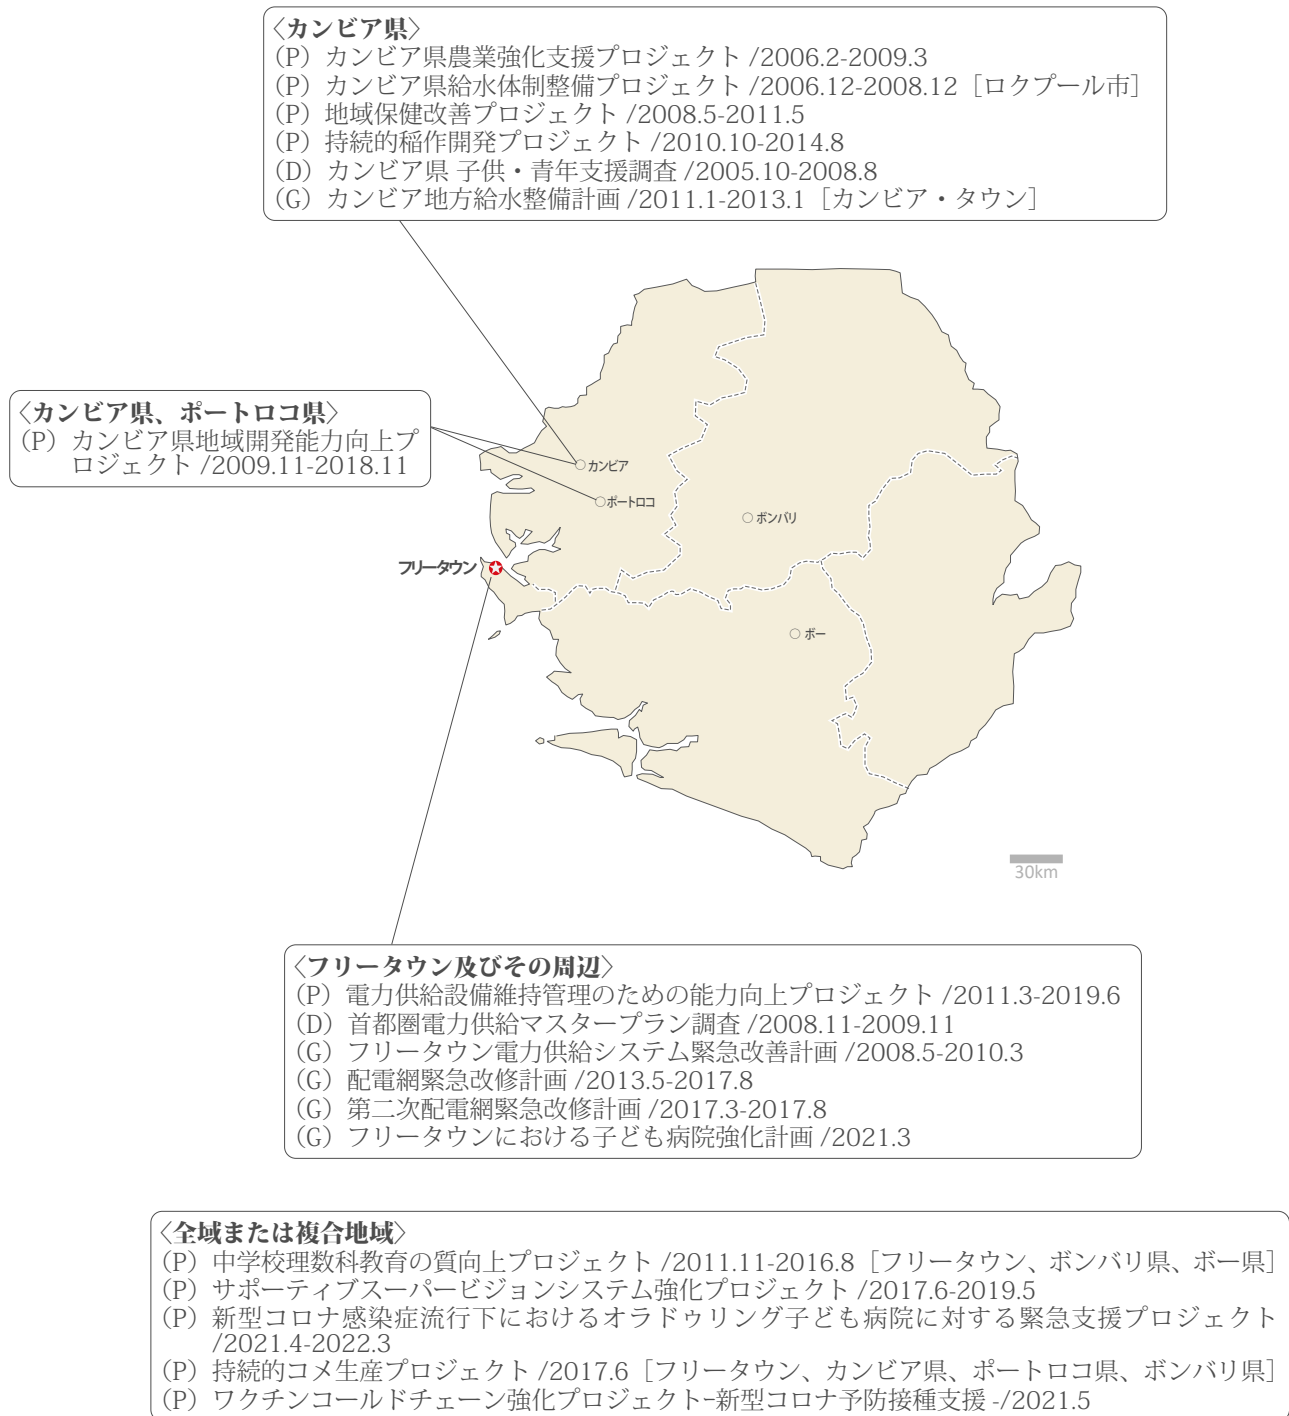 〈カンビア県〉
（P）カンビア県農業強化支援プロジェクト /2006.2-2009.3
（P）カンビア県給水体制整備プロジェクト /2006.12-2008.12［ロクプール市］
（P）地域保健改善プロジェクト /2008.5-2011.5
（P）持続的稲作開発プロジェクト /2010.10-2014.8
（D）カンビア県 子供・青年支援調査 /2005.10-2008.8
（G）カンビア地方給水整備計画 /2011.1-2013.1［カンビア・タウン］
〈カンビア県、ポートロコ県〉
（P）カンビア県地域開発能力向上プ
ロジェクト /2009.11-2018.11
カンビア
ポートロコ
ボンバリ
フリータウン
ボー
30km
〈フリータウン及びその周辺〉
（P）電力供給設備維持管理のための能力向上プロジェクト /2011.3-2019.6
（D）首都圏電力供給マスタープラン調査 /2008.11-2009.11
（G）フリータウン電力供給システム緊急改善計画 /2008.5-2010.3
（G）配電網緊急改修計画 /2013.5-2017.8
（G）第二次配電網緊急改修計画 /2017.3-2017.8
（G）フリータウンにおける子ども病院強化計画 /2021.3
〈全域または複合地域〉
（P）中学校理数科教育の質向上プロジェクト /2011.11-2016.8［フリータウン、ボンバリ県、ボー県］
（P）サポーティブスーパービジョンシステム強化プロジェクト /2017.6-2019.5
（P）新型コロナ感染症流行下におけるオラドゥリング子ども病院に対する緊急支援プロジェクト
/2021.4-2022.3
（P）持続的コメ生産プロジェクト /2017.6［フリータウン、カンビア県、ポートロコ県、ボンバリ県］
（P）ワクチンコールドチェーン強化プロジェクト-新型コロナ予防接種支援 -/2021.5